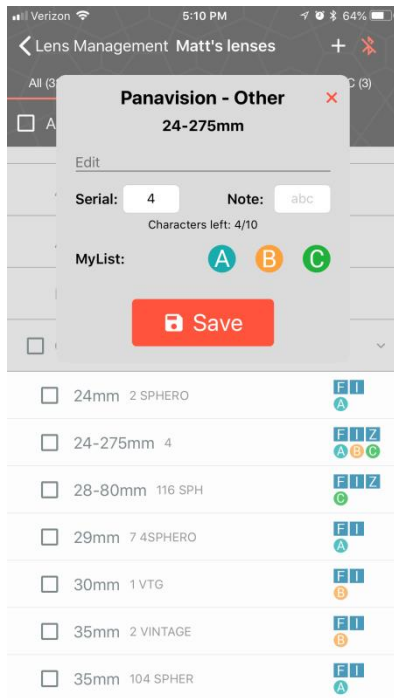 Verizon 5:10 PM 64%
Lens Management Matt's lenses +
All (3 C (3)
Panavision - Other ×
A
24-275mm
Edit
Serial: 4 Note: abc
Characters left: 4/10
MyList: A B C
Save
24mm 2 SPHERO F I
A
24-275mm 4 F I Z
A B C
28-80mm 116 SPH F I Z
C
29mm 7 4SPHERO F I
A
30mm 1 VTG F I
B
35mm 2 VINTAGE F I
B
35mm 104 SPHER F I
A